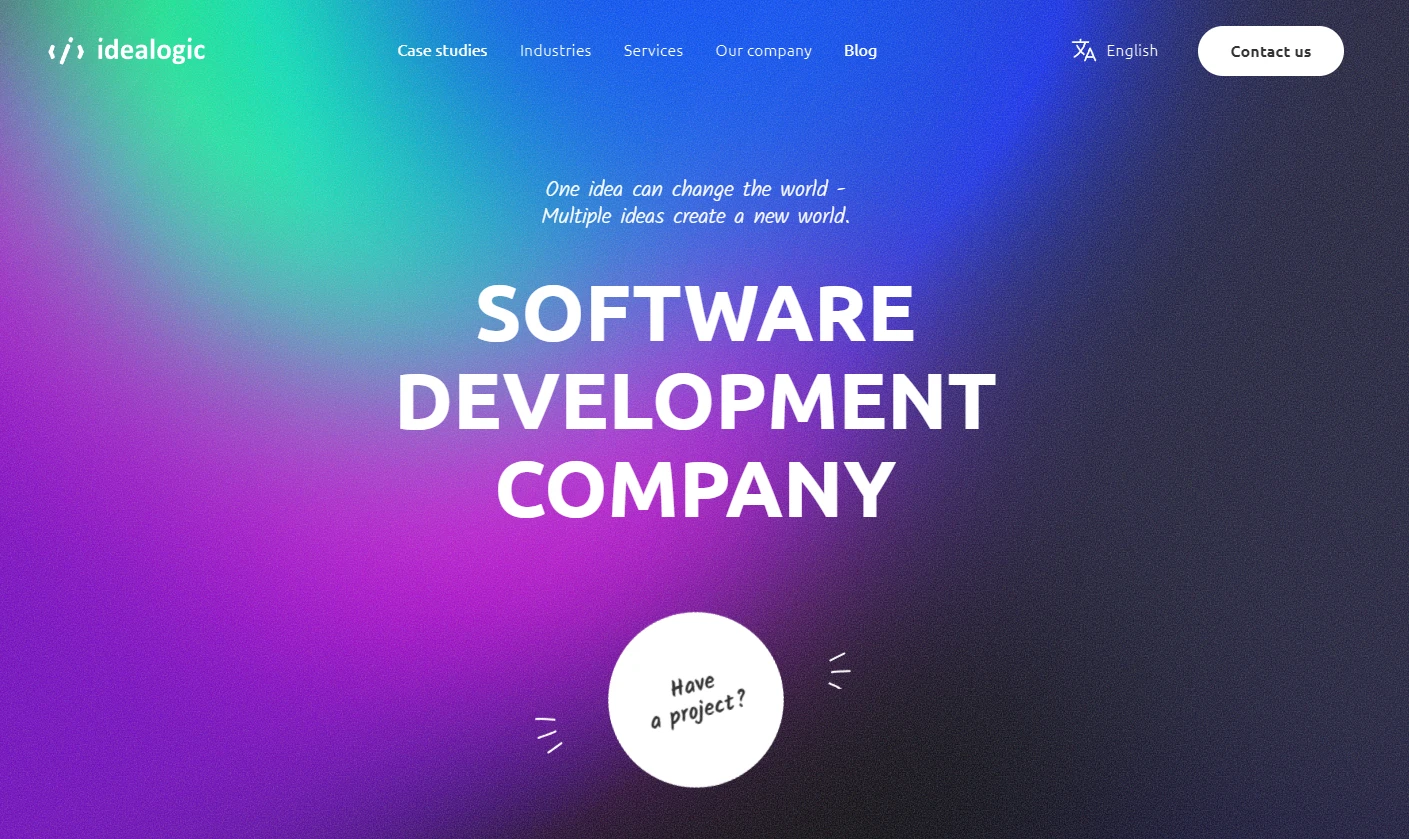 idealogic
Case studies
Industries
Services
Our company
Blog
English
Contact us
One idea can change the world -
Multiple ideas create a new world.
SOFTWARE
DEVELOPMENT
COMPANY
Have
a project?